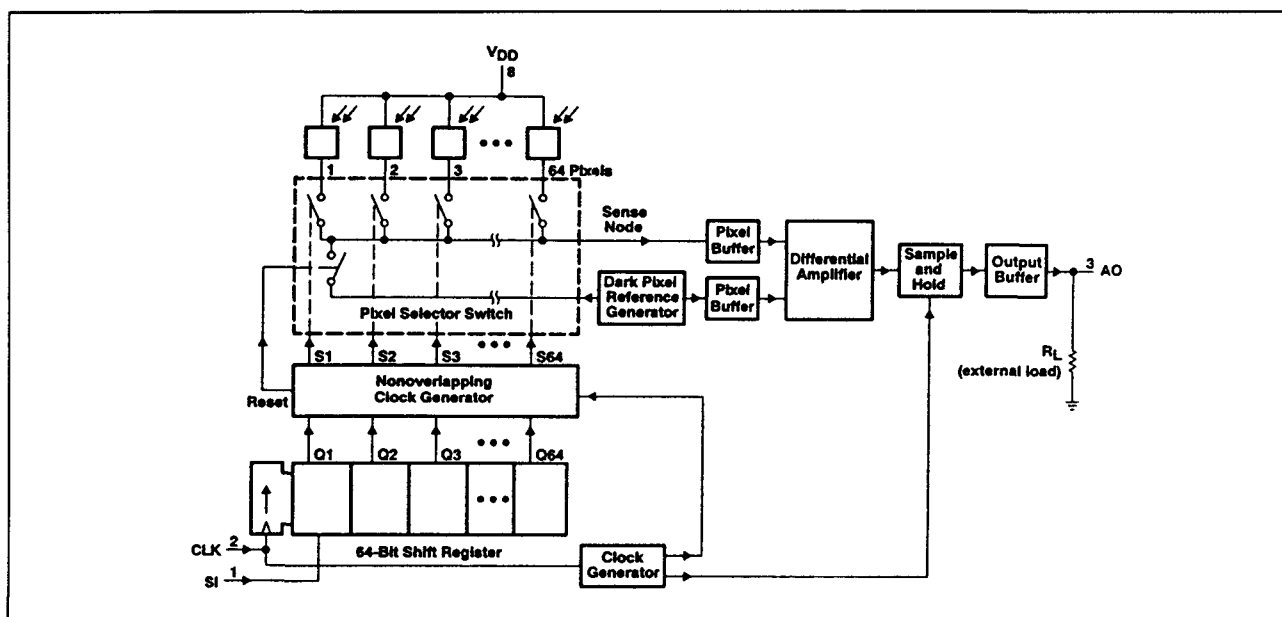 VDD
8
1
2
3
64 Pixels
Sense
Node
Pixel
Buffer
Differential
Amplifier
Sample
and
Hold
Output
Buffer
3 AO
Dark Pixel
Reference
Generator
Pixel
Buffer
Pixel Selector Switch
RL
(external load)
S1
S2
S3
S64
Reset
Nonoverlapping
Clock Generator
Q1
Q2
Q3
Q64
CLK 2
64-Bit Shift Register
Clock
Generator
SI 1